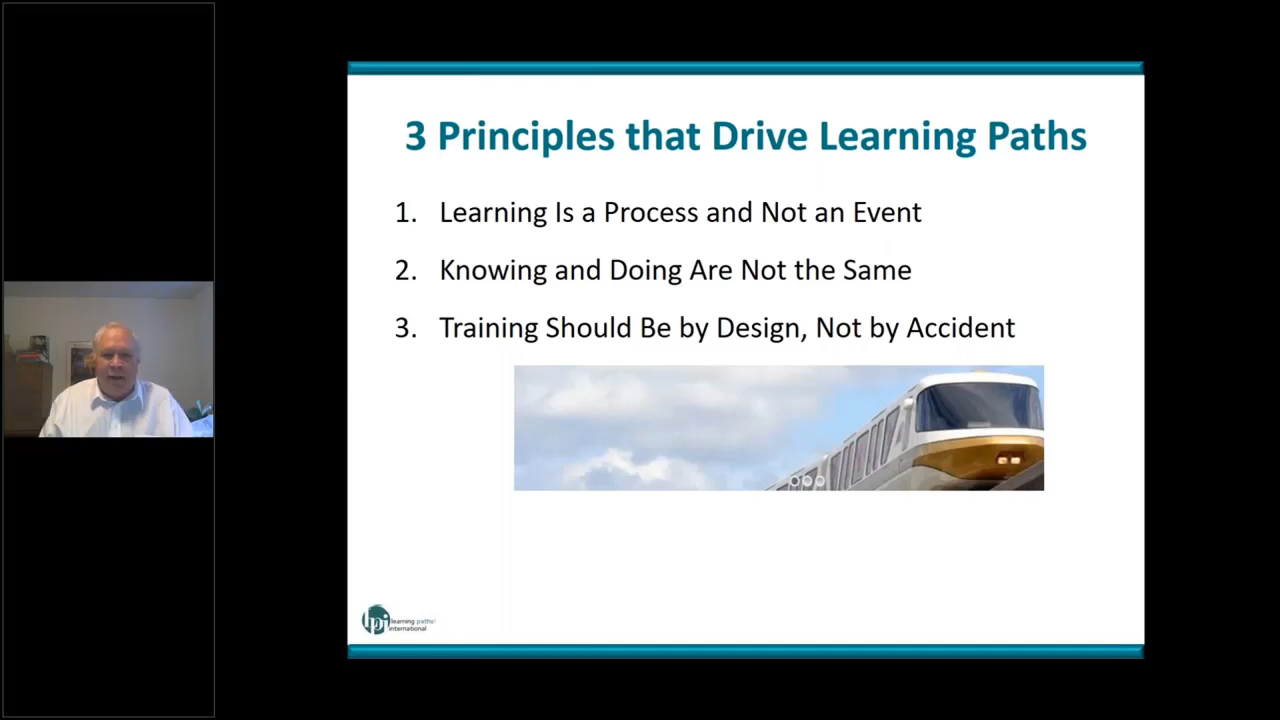 3 Principles that Drive Learning Paths
1. Learning Is a Process and Not an Event
2. Knowing and Doing Are Not the Same
3. Training Should Be by Design, Not by Accident
lpi learning paths
international